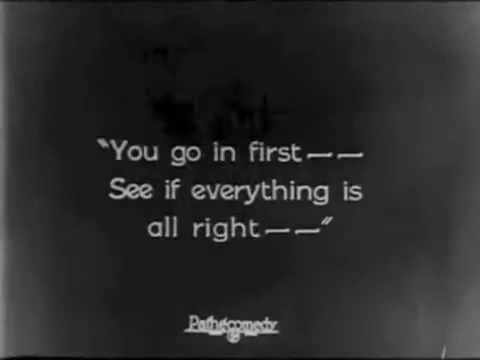 “You go in first——
See if everything is
all right——”
Pathécomedy